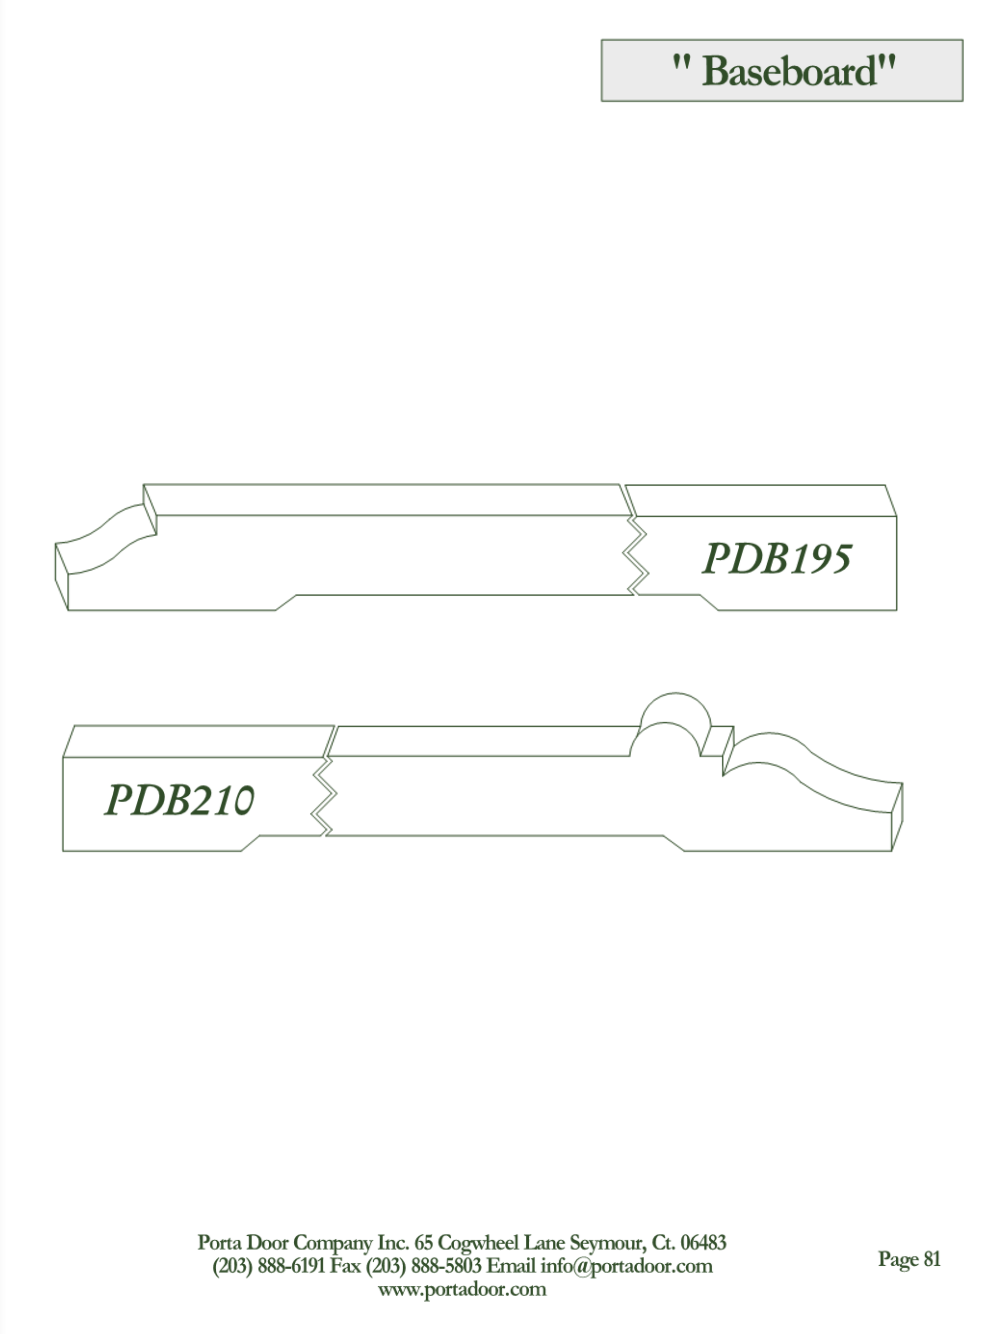 " Baseboard"
PDB195
PDB210
Porta Door Company Inc. 65 Cogwheel Lane Seymour, Ct. 06483
(203) 888-6191 Fax (203) 888-5803 Email info@portadoor.com
www.portadoor.com
Page 81